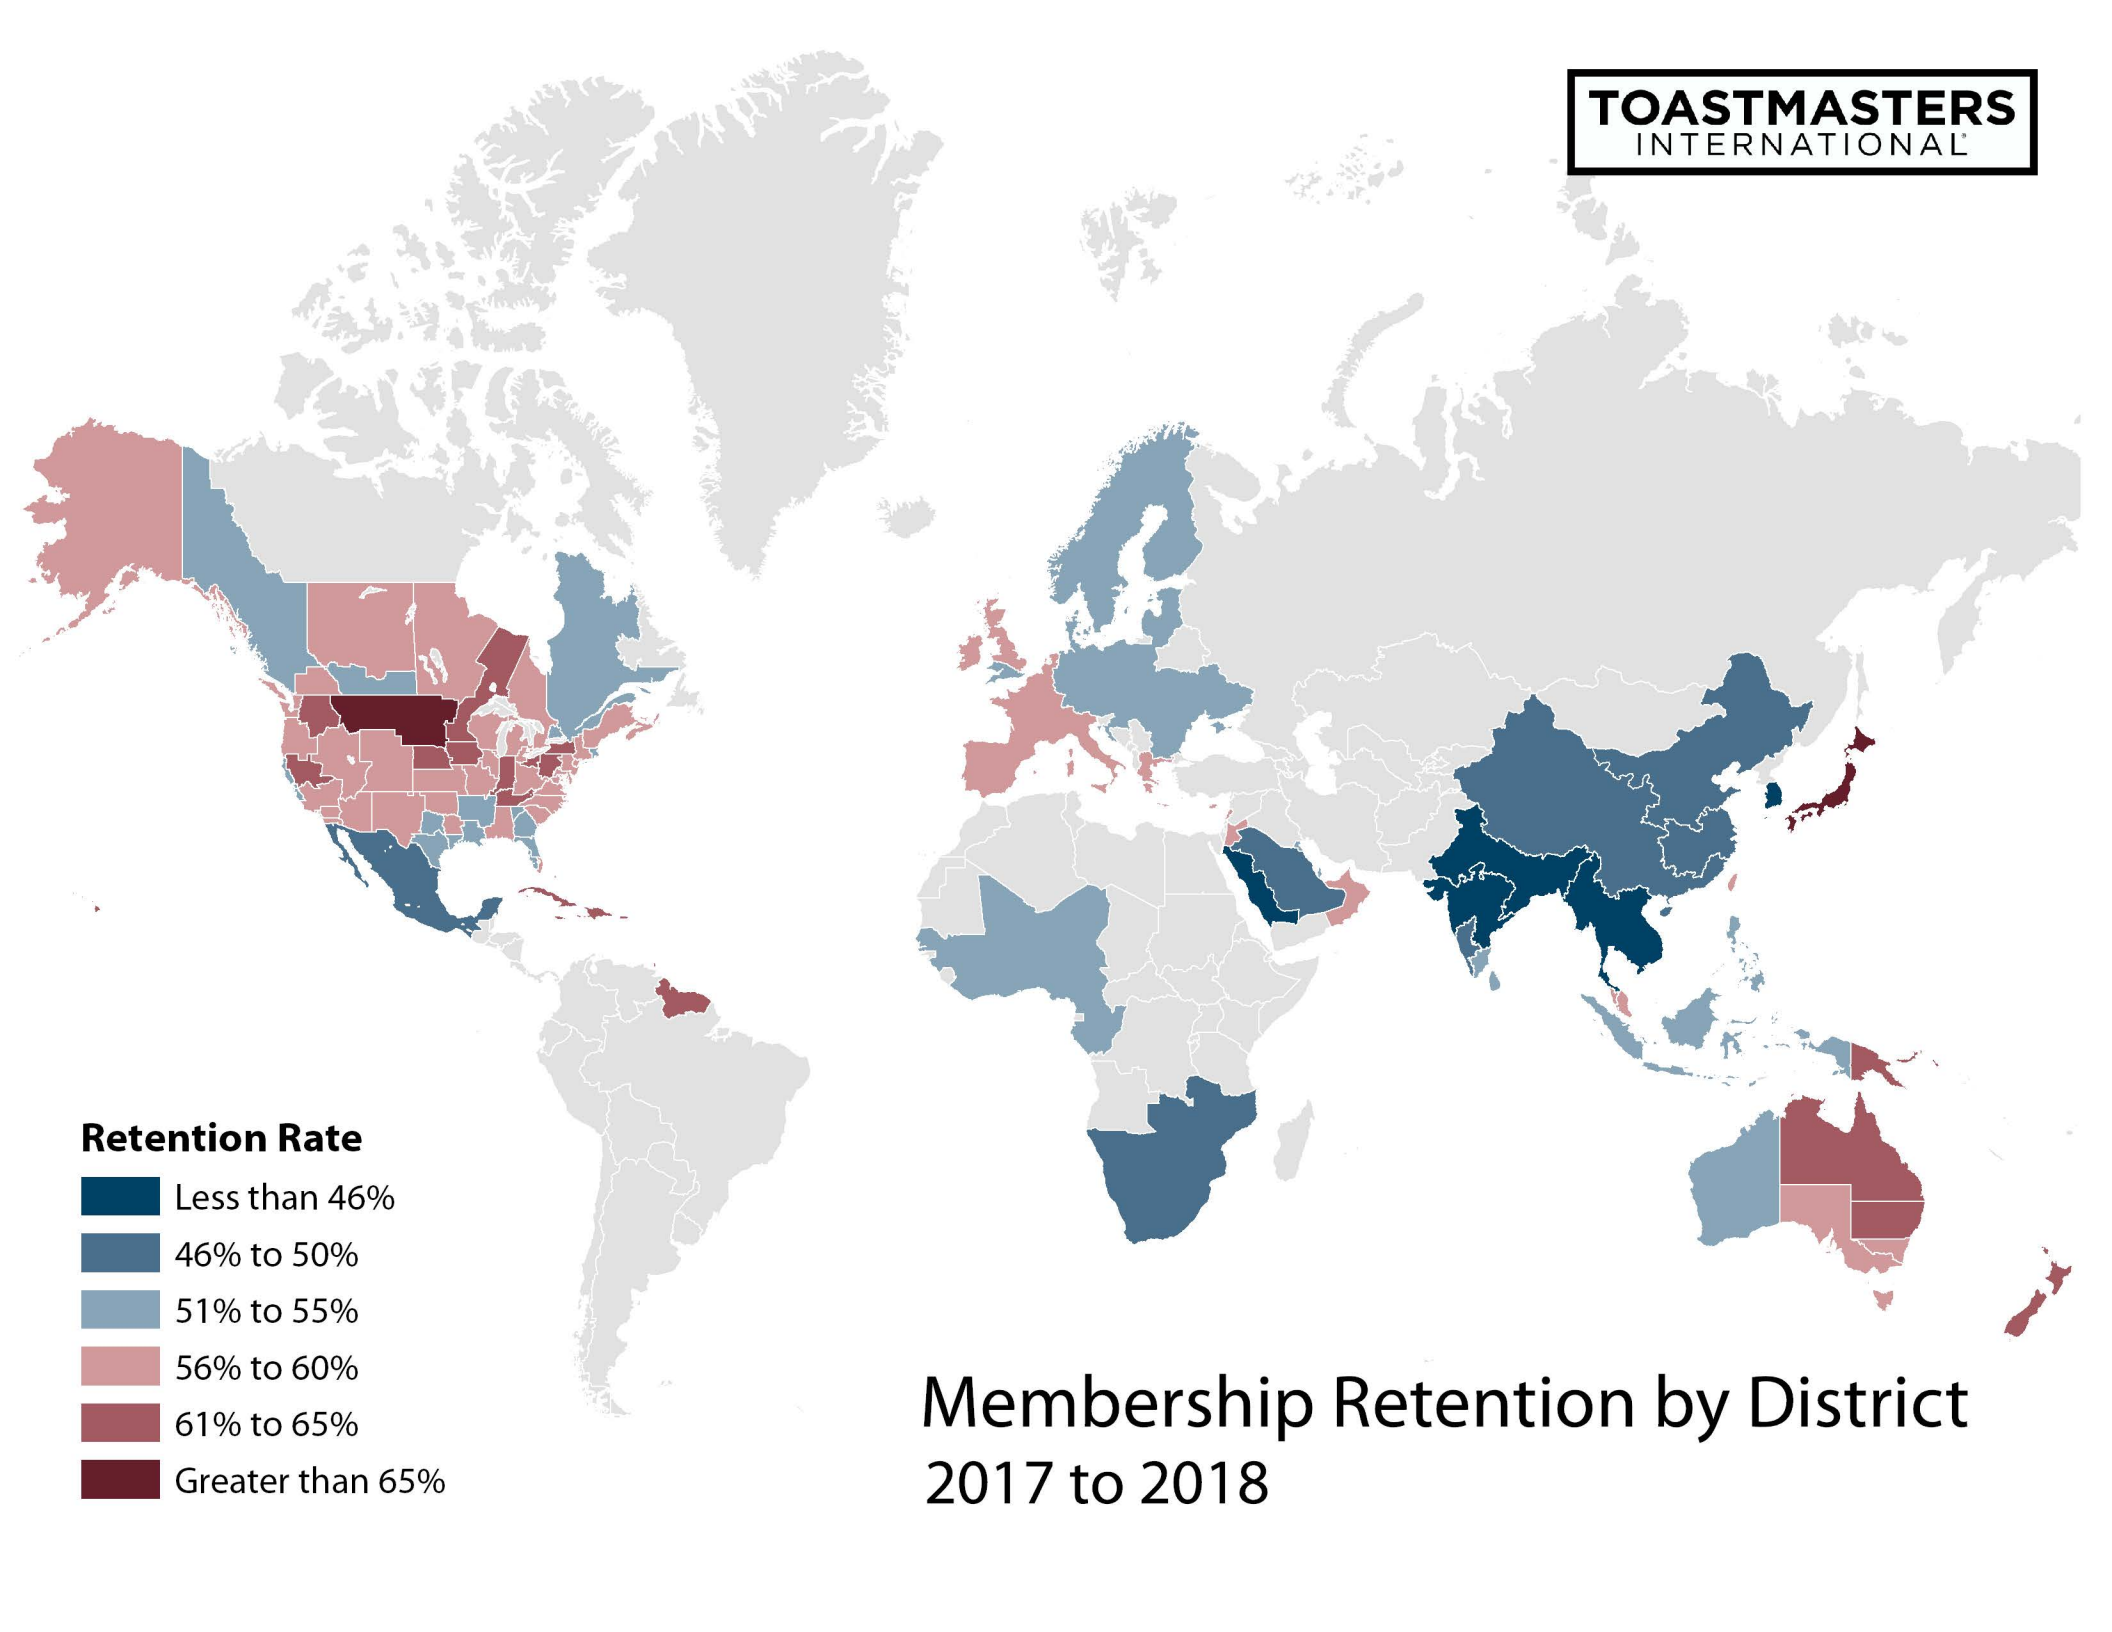 TOASTMASTERS
INTERNATIONAL®
Retention Rate
Less than 46%
46% to 50%
51% to 55%
56% to 60%
61% to 65%
Greater than 65%
Membership Retention by District
2017 to 2018